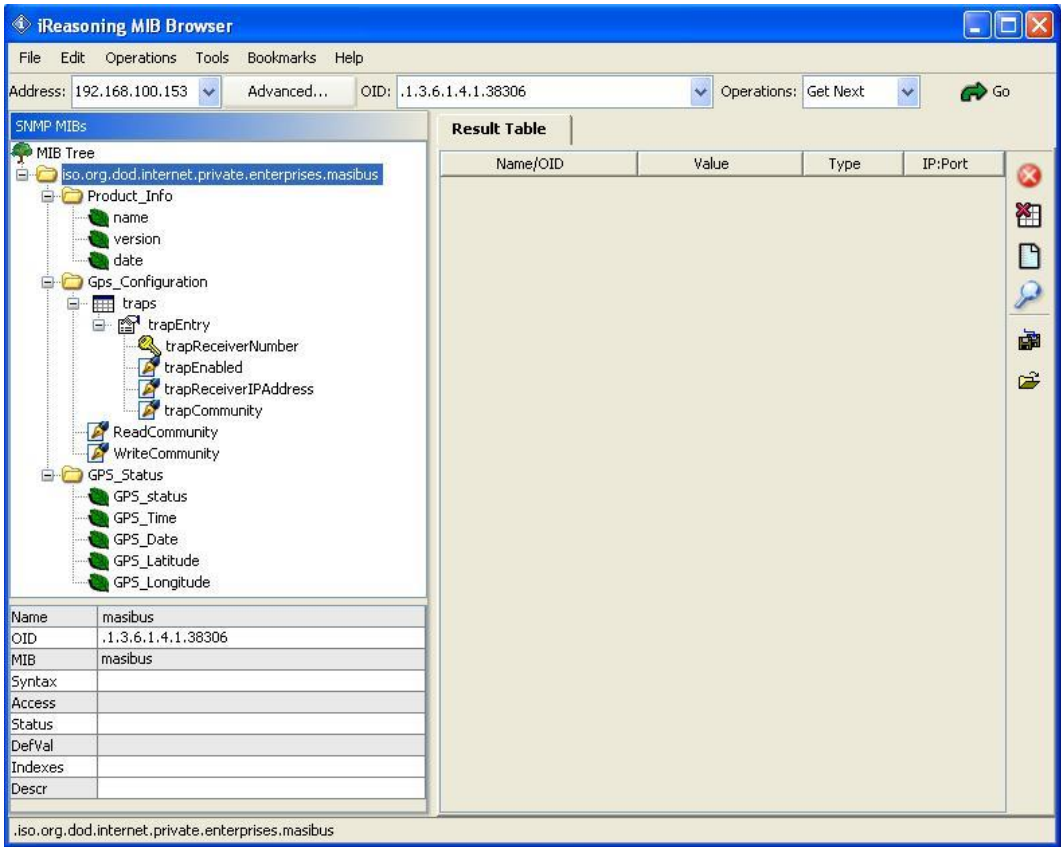 iReasoning MIB Browser
File Edit Operations Tools Bookmarks Help
Address: 192.168.100.153 Advanced... OID: .1.3.6.1.4.1.38306 Operations: Get Next Go
SNMP MIBs
MIB Tree
iso.org.dod.internet.private.enterprises.masibus
Product_Info
name
version
date
Gps_Configuration
traps
trapEntry
trapReceiverNumber
trapEnabled
trapReceiverIPAddress
trapCommunity
ReadCommunity
WriteCommunity
GPS_Status
GPS_status
GPS_Time
GPS_Date
GPS_Latitude
GPS_Longitude
Name masibus
OID .1.3.6.1.4.1.38306
MIB masibus
Syntax
Access
Status
DefVal
Indexes
Descr
Result Table
Name/OID Value Type IP:Port
.iso.org.dod.internet.private.enterprises.masibus